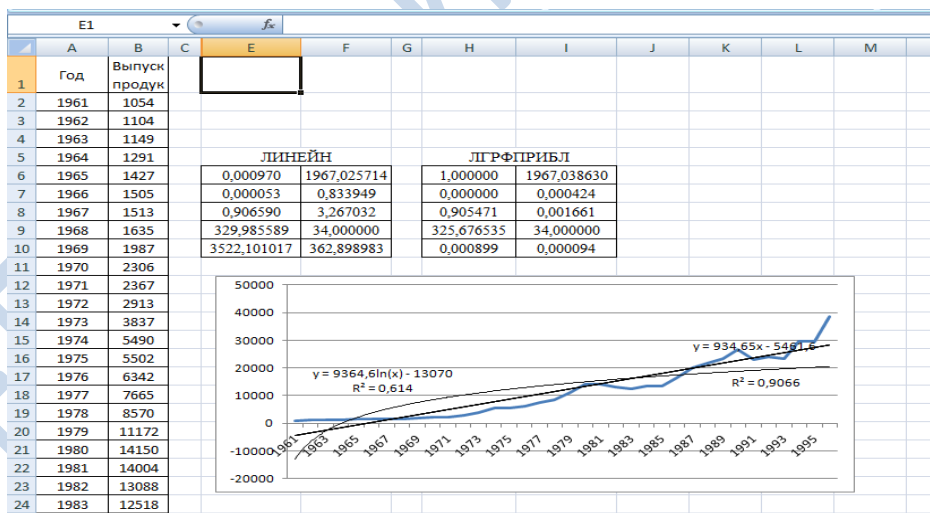 E1 fx
A B C E F G H I J K L M
1 Год Выпуск продук
2 1961 1054
3 1962 1104
4 1963 1149
5 1964 1291 ЛИНЕЙН ЛГРФПРИБЛ
6 1965 1427 0,000970 1967,025714 1,000000 1967,038630
7 1966 1505 0,000053 0,833949 0,000000 0,000424
8 1967 1513 0,906590 3,267032 0,905471 0,001661
9 1968 1635 329,985589 34,000000 325,676535 34,000000
10 1969 1987 3522,101017 362,898983 0,000899 0,000094
11 1970 2306
12 1971 2367
13 1972 2913
14 1973 3837
15 1974 5490
16 1975 5502
17 1976 6342
18 1977 7665
19 1978 8570
20 1979 11172
21 1980 14150
22 1981 14004
23 1982 13088
24 1983 12518
50000
40000
30000
20000
10000
0
-10000
-20000
y = 934,65x - 5461,6
R² = 0,9066
y = 9364,6ln(x) - 13070
R² = 0,614
1961 1963 1965 1967 1969 1971 1973 1975 1977 1979 1981 1983 1985 1987 1989 1991 1993 1995